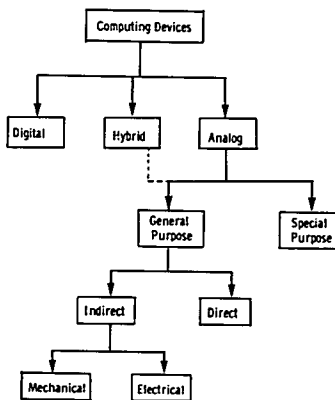 Computing Devices
Digital
Hybrid
Analog
General
Purpose
Special
Purpose
Indirect
Direct
Mechanical
Electrical